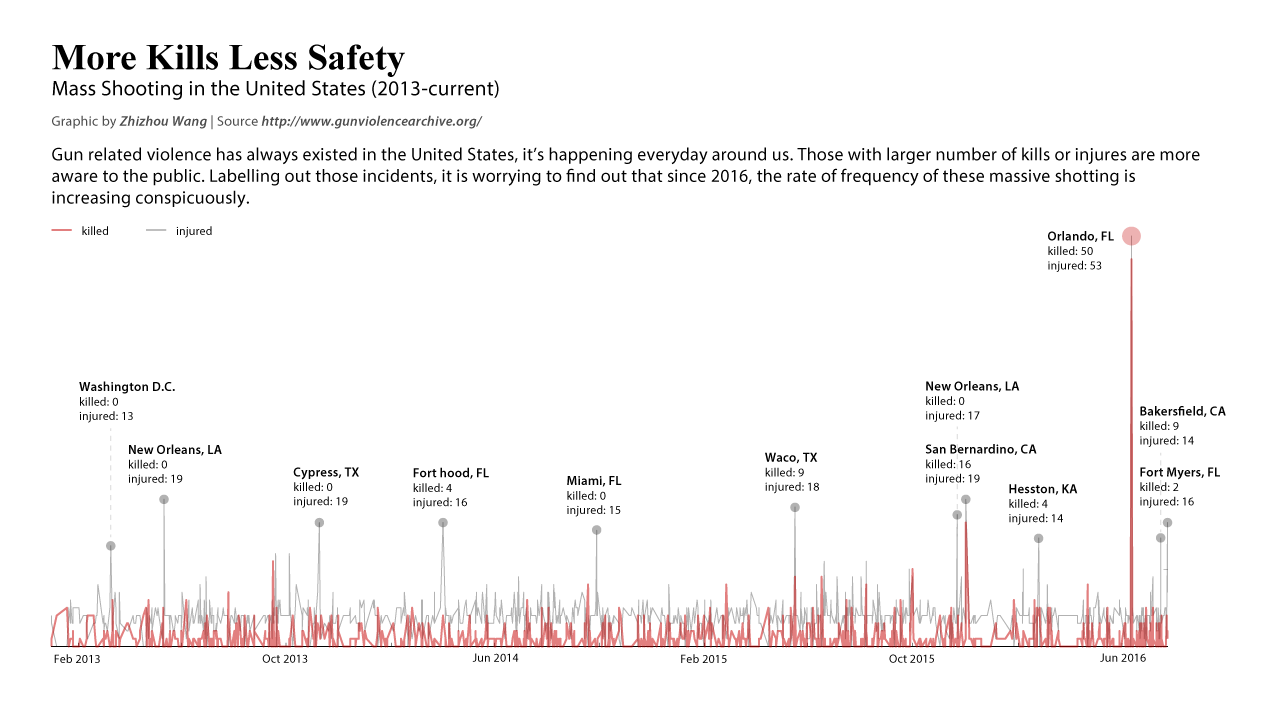 More Kills Less Safety
Mass Shooting in the United States (2013-current)
Graphic by Zhizhou Wang | Source http://www.gunviolencearchive.org/
Gun related violence has always existed in the United States, it’s happening everyday around us. Those with larger number of kills or injures are more
aware to the public. Labelling out those incidents, it is worrying to find out that since 2016, the rate of frequency of these massive shotting is
increasing conspicuously.
killed
injured
Orlando, FL
killed: 50
injured: 53
Washington D.C.
killed: 0
injured: 13
New Orleans, LA
killed: 0
injured: 19
Cypress, TX
killed: 0
injured: 19
Fort hood, FL
killed: 4
injured: 16
Miami, FL
killed: 0
injured: 15
Waco, TX
killed: 9
injured: 18
New Orleans, LA
killed: 0
injured: 17
San Bernardino, CA
killed: 16
injured: 19
Hesston, KA
killed: 4
injured: 14
Bakersfield, CA
killed: 9
injured: 14
Fort Myers, FL
killed: 2
injured: 16
Feb 2013
Oct 2013
Jun 2014
Feb 2015
Oct 2015
Jun 2016